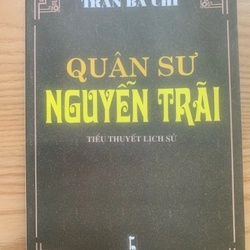 TRẦN BÁ CHÍ
QUÂN SƯ
NGUYỄN TRÃI
TIỂU THUYẾT LỊCH SỬ